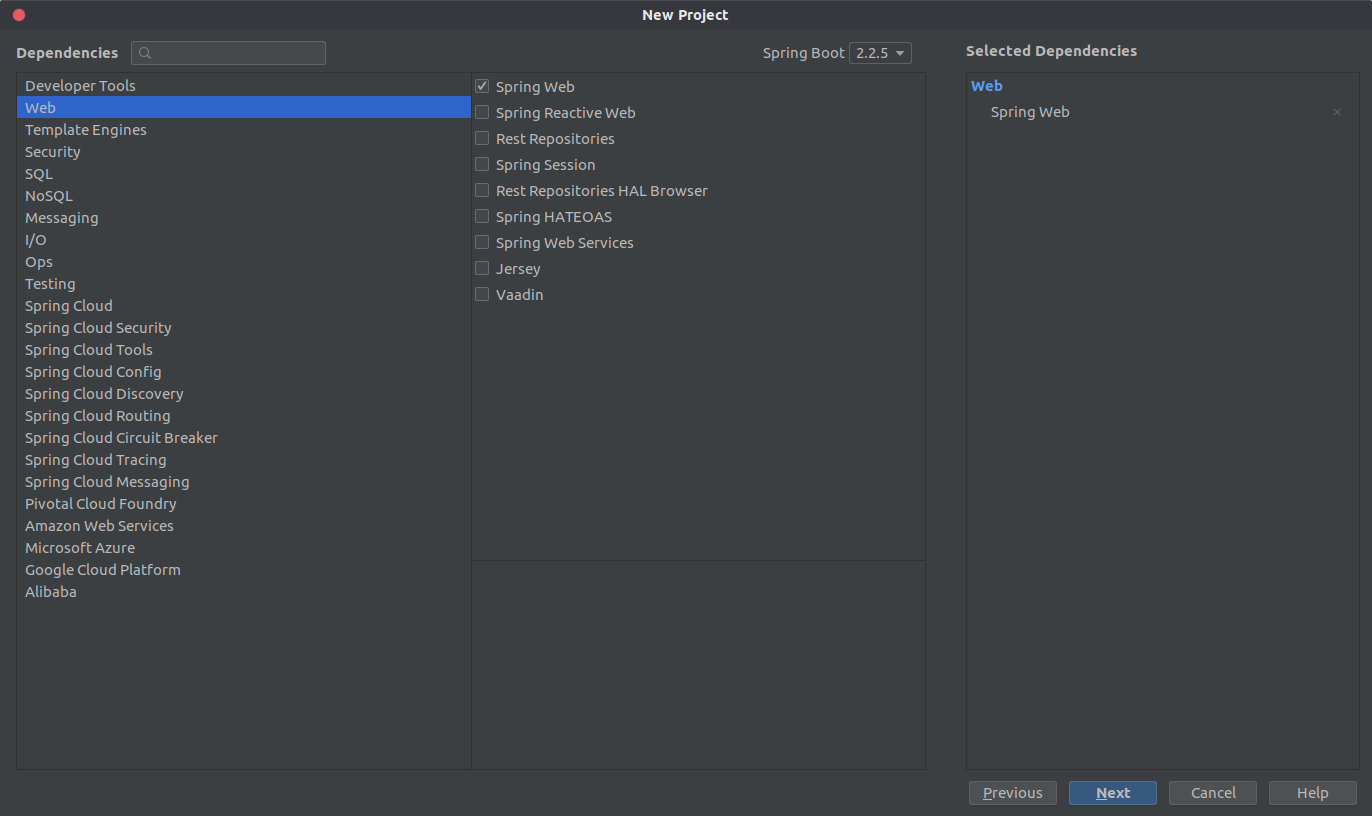 New Project
Dependencies
Spring Boot 2.2.5
Selected Dependencies
Developer Tools
Web
Template Engines
Security
SQL
NoSQL
Messaging
I/O
Ops
Testing
Spring Cloud
Spring Cloud Security
Spring Cloud Tools
Spring Cloud Config
Spring Cloud Discovery
Spring Cloud Routing
Spring Cloud Circuit Breaker
Spring Cloud Tracing
Spring Cloud Messaging
Pivotal Cloud Foundry
Amazon Web Services
Microsoft Azure
Google Cloud Platform
Alibaba
Spring Web
Spring Reactive Web
Rest Repositories
Spring Session
Rest Repositories HAL Browser
Spring HATEOAS
Spring Web Services
Jersey
Vaadin
Web
Spring Web
Previous
Next
Cancel
Help